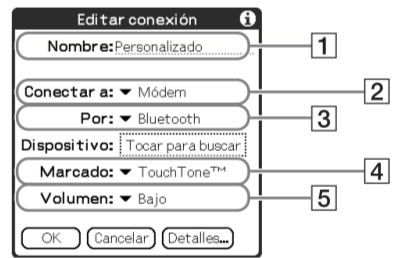 Editar conexión i
Nombre: Personalizado 1
Conectar a: Módem 2
Por: Bluetooth 3
Dispositivo: Tocar para buscar
Marcado: TouchTone™ 4
Volumen: Bajo 5
OK Cancelar Detalles...